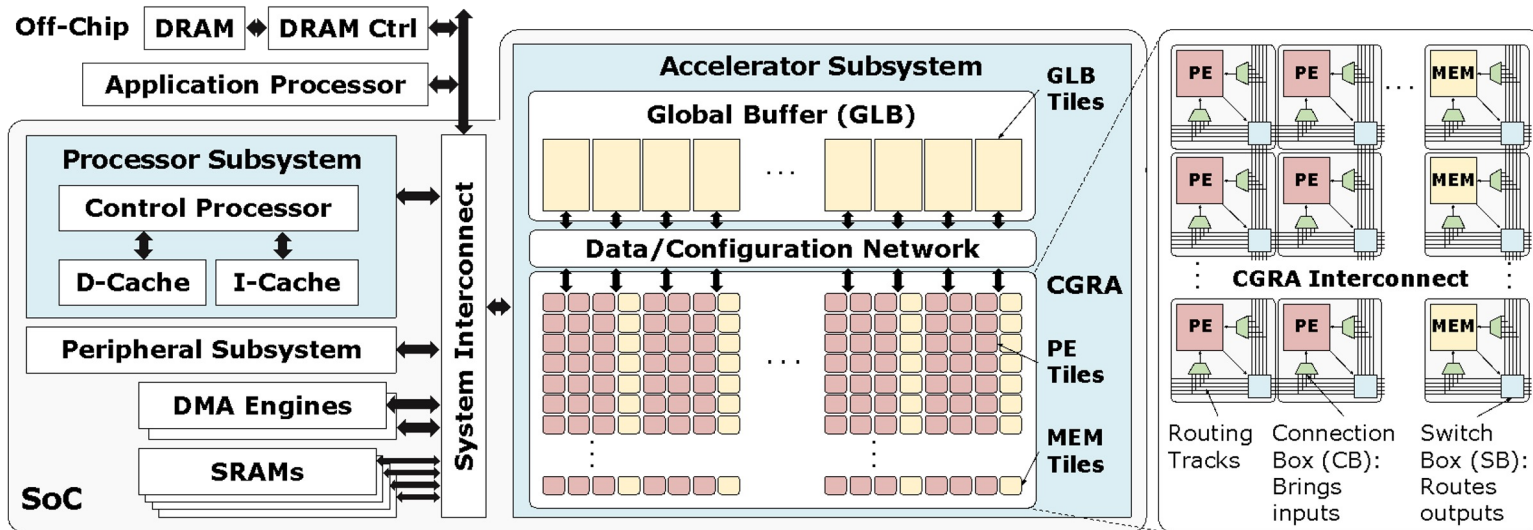 Off-Chip
DRAM
DRAM Ctrl
Application Processor
Processor Subsystem
Control Processor
D-Cache
I-Cache
Peripheral Subsystem
DMA Engines
SRAMs
SoC
System Interconnect
Accelerator Subsystem
Global Buffer (GLB)
GLB
Tiles
. . .
Data/Configuration Network
CGRA
PE
Tiles
. . .
MEM
Tiles
PE
PE
. . .
MEM
PE
PE
MEM
CGRA Interconnect
PE
PE
MEM
Routing
Tracks
Connection
Box (CB):
Brings
inputs
Switch
Box (SB):
Routes
outputs